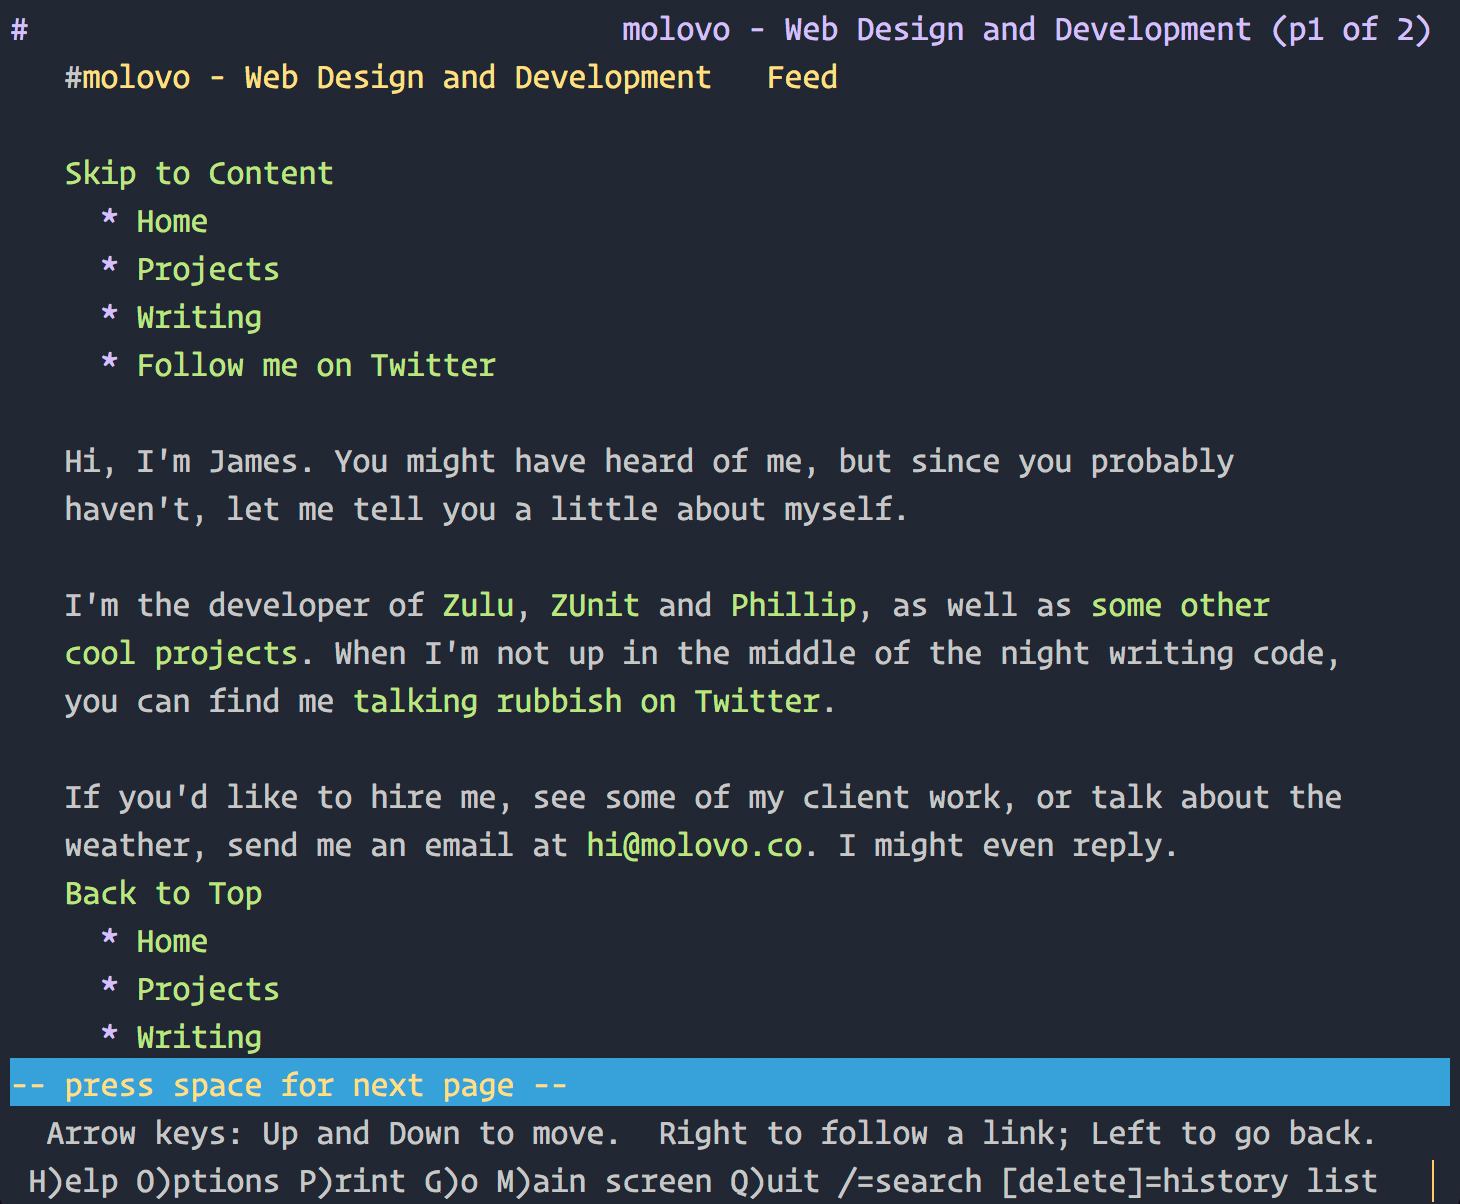 # molovo - Web Design and Development (p1 of 2)
#molovo - Web Design and Development Feed
Skip to Content
* Home
* Projects
* Writing
* Follow me on Twitter
Hi, I'm James. You might have heard of me, but since you probably
haven't, let me tell you a little about myself.
I'm the developer of Zulu, ZUnit and Phillip, as well as some other
cool projects. When I'm not up in the middle of the night writing code,
you can find me talking rubbish on Twitter.
If you'd like to hire me, see some of my client work, or talk about the
weather, send me an email at hi@molovo.co. I might even reply.
Back to Top
* Home
* Projects
* Writing
-- press space for next page --
Arrow keys: Up and Down to move. Right to follow a link; Left to go back.
H)elp O)ptions P)rint G)o M)ain screen Q)uit /=search [delete]=history list